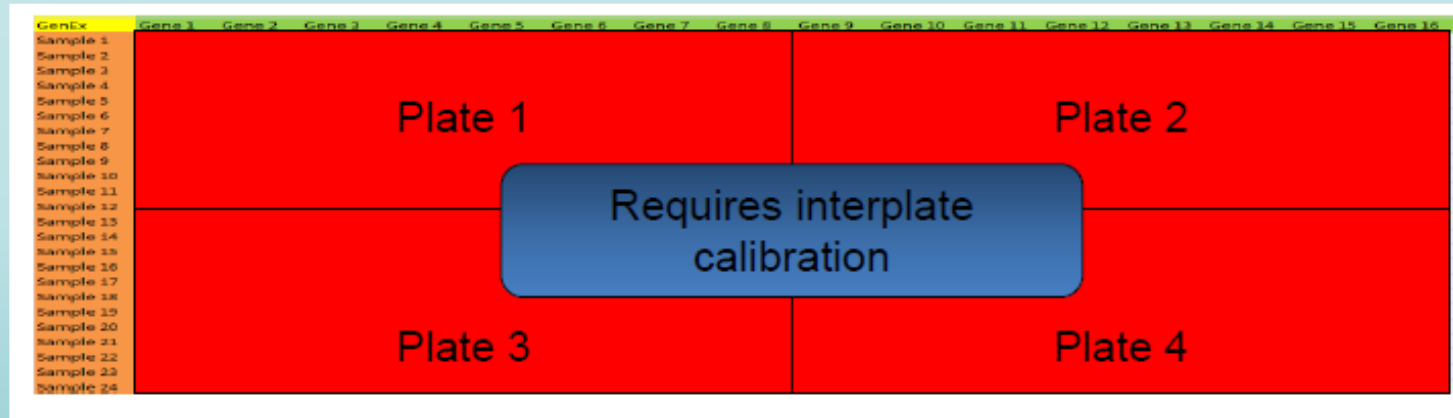 GenEx Gene 1 Gene 2 Gene 3 Gene 4 Gene 5 Gene 6 Gene 7 Gene 8 Gene 9 Gene 10 Gene 11 Gene 12 Gene 13 Gene 14 Gene 15 Gene 16
Sample 1
Sample 2
Sample 3
Sample 4
Sample 5
Sample 6
Sample 7
Sample 8
Sample 9
Sample 10
Sample 11
Sample 12
Sample 13
Sample 14
Sample 15
Sample 16
Sample 17
Sample 18
Sample 19
Sample 20
Sample 21
Sample 22
Sample 23
Sample 24
Plate 1 Plate 2
Requires interplate
calibration
Plate 3 Plate 4